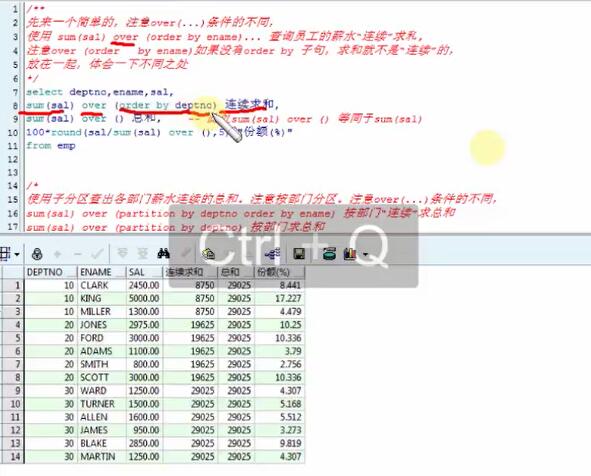 1 /**
2 先来一个简单的，注意over(...)条件的不同，
3 使用 sum(sal) over (order by ename)... 查询员工的薪水“连续”求和，
4 注意over (order   by ename)如果没有order by 子句，求和就不是“连续”的，
5 放在一起，体会一下不同之处
6 */
7 select deptno,ename,sal,
8 sum(sal) over (order by deptno) 连续求和,
9 sum(sal) over () 总和, sum(sal) over () 等同于sum(sal)
10 100*round(sal/sum(sal) over (),5) "份额(%)"
11 from emp
12
13
14 /*
15 使用子分区查出各部门薪水连续的总和。注意按部门分区。注意over(...)条件的不同，
16 sum(sal) over (partition by deptno order by ename) 按部门“连续”求总和
17 sum(sal) over (partition by deptno) 按部门求总和
Ctrl + Q
DEPTNO ENAME SAL 连续求和 总和 份额(%)
1 10 CLARK 2450.00 8750 29025 8.441
2 10 KING 5000.00 8750 29025 17.227
3 10 MILLER 1300.00 8750 29025 4.479
4 20 JONES 2975.00 19625 29025 10.25
5 20 FORD 3000.00 19625 29025 10.336
6 20 ADAMS 1100.00 19625 29025 3.79
7 20 SMITH 800.00 19625 29025 2.756
8 20 SCOTT 3000.00 19625 29025 10.336
9 30 WARD 1250.00 29025 29025 4.307
10 30 TURNER 1500.00 29025 29025 5.168
11 30 ALLEN 1600.00 29025 29025 5.512
12 30 JAMES 950.00 29025 29025 3.273
13 30 BLAKE 2850.00 29025 29025 9.819
14 30 MARTIN 1250.00 29025 29025 4.307